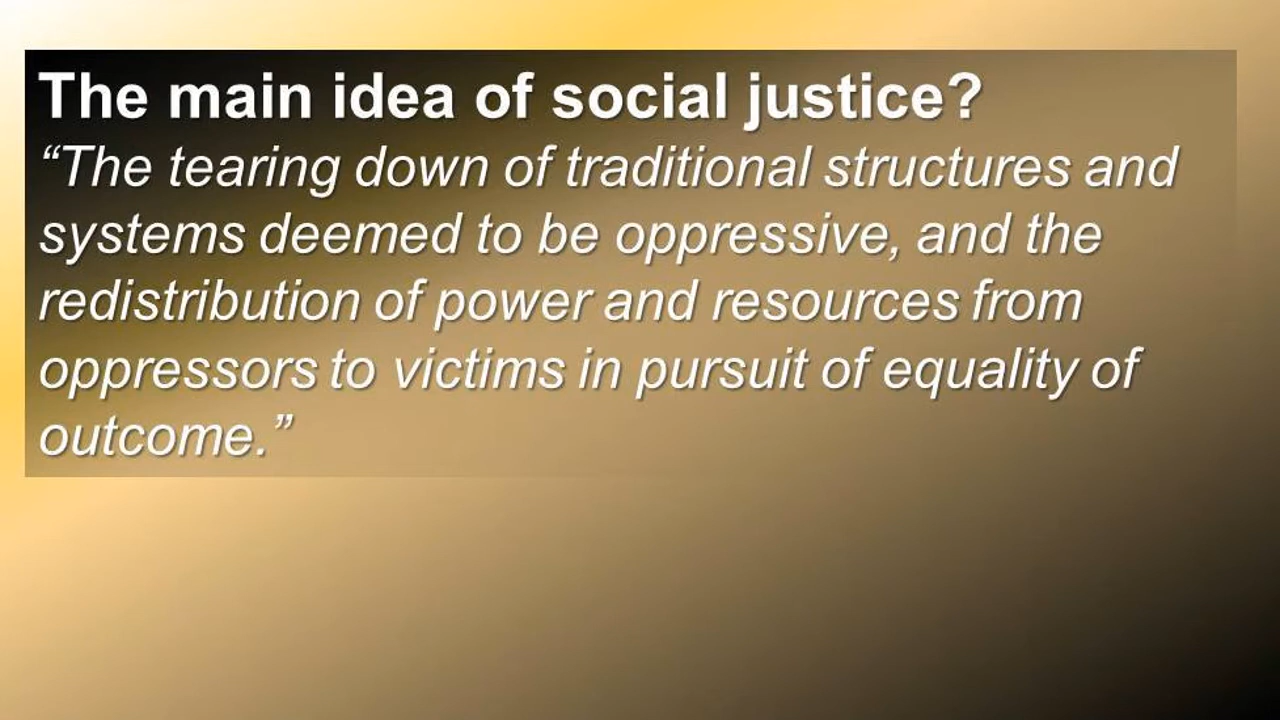 The main idea of social justice?
“The tearing down of traditional structures and
systems deemed to be oppressive, and the
redistribution of power and resources from
oppressors to victims in pursuit of equality of
outcome.”